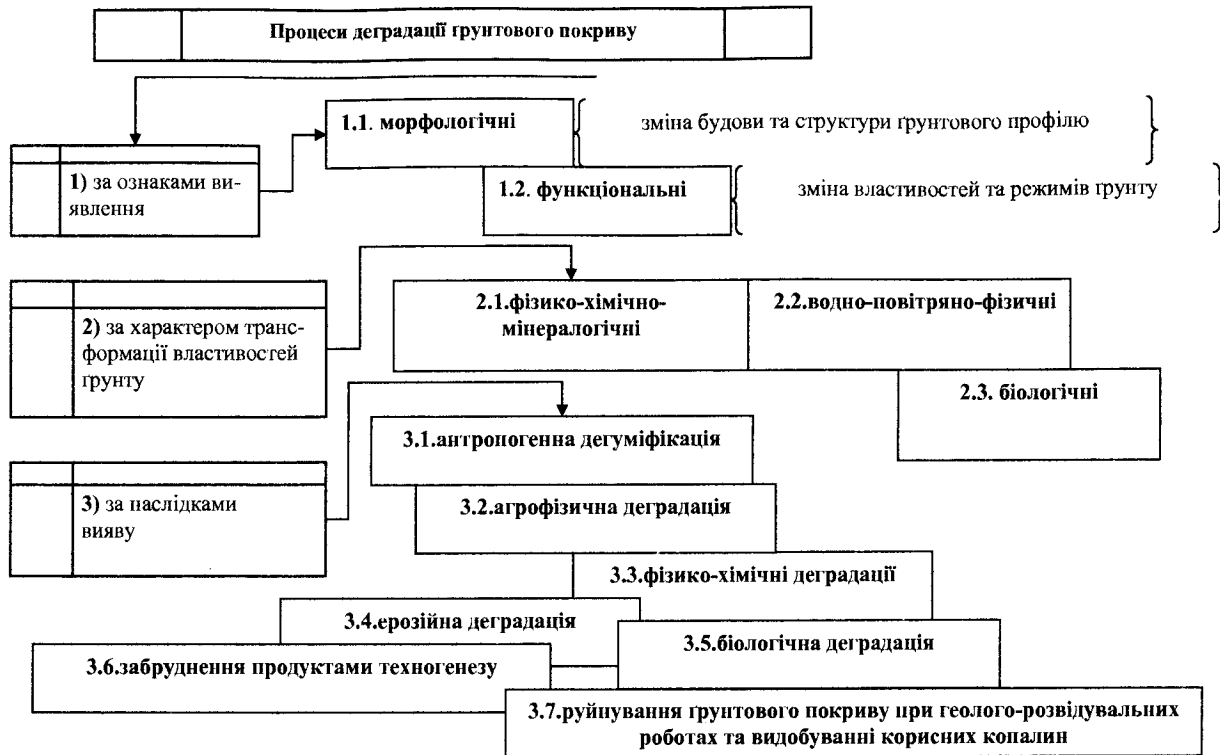 Процеси деградації ґрунтового покриву
1.1. морфологічні
зміна будови та структури ґрунтового профілю
1) за ознаками ви-
явлення
1.2. функціональні
зміна властивостей та режимів ґрунту
2) за характером транс-
формації властивостей
ґрунту
2.1.фізико-хімічно-
мінералогічні
2.2.водно-повітряно-фізичні
2.3. біологічні
3) за наслідками
вияву
3.1.антропогенна дегуміфікація
3.2.агрофізична деградація
3.3.фізико-хімічні деградації
3.4.ерозійна деградація
3.5.біологічна деградація
3.6.забруднення продуктами техногенезу
3.7.руйнування ґрунтового покриву при геолого-розвідувальних
роботах та видобуванні корисних копалин